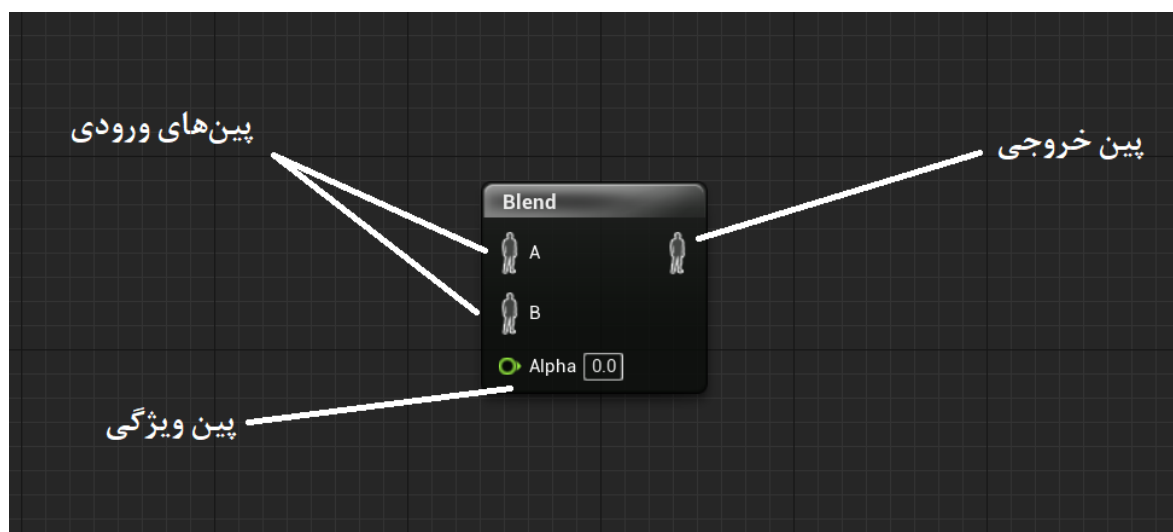 پین‌های ورودی
پین خروجی
Blend
A
B
Alpha 0.0
پین ویژگی